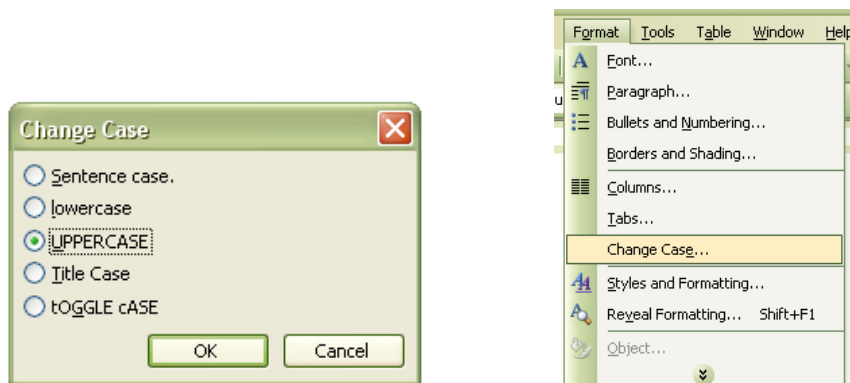 Change Case
Sentence case.
lowercase
UPPERCASE
Title Case
tOGGLE cASE
OK Cancel
Format Tools Table Window Help
Font...
Paragraph...
Bullets and Numbering...
Borders and Shading...
Columns...
Tabs...
Change Case...
Styles and Formatting...
Reveal Formatting... Shift+F1
Object...